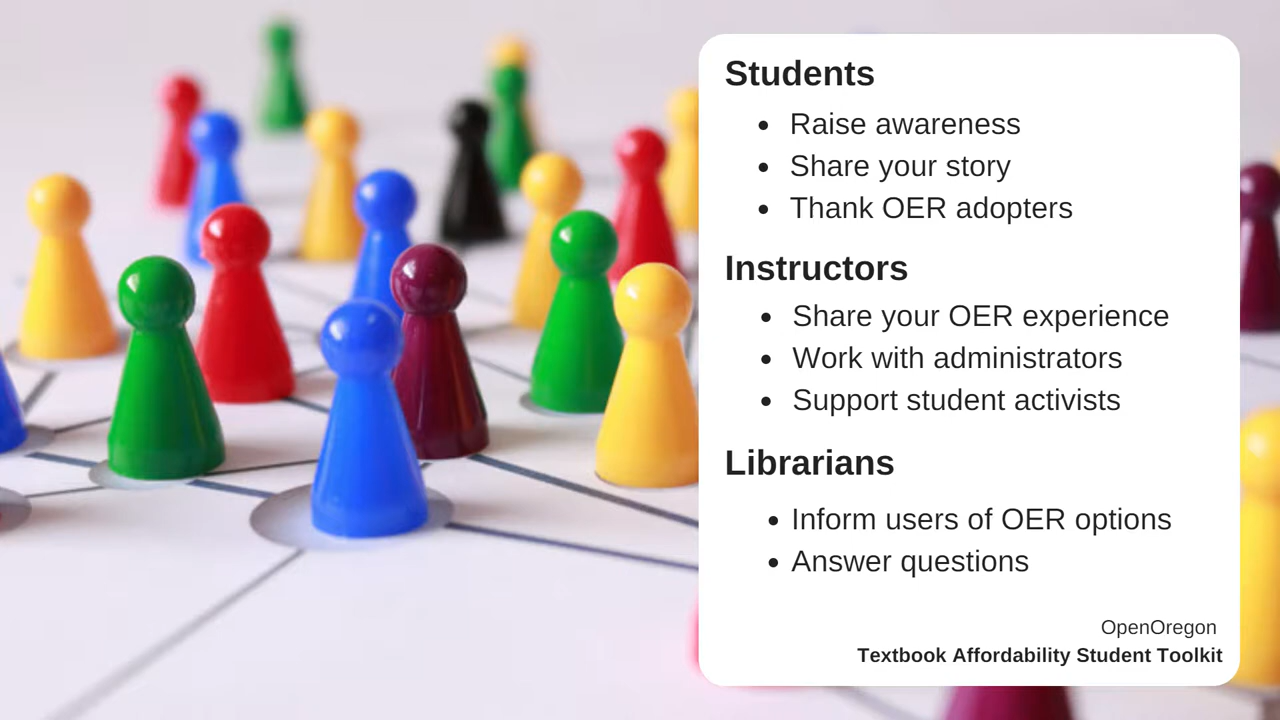 Students
• Raise awareness
• Share your story
• Thank OER adopters
Instructors
• Share your OER experience
• Work with administrators
• Support student activists
Librarians
• Inform users of OER options
• Answer questions
OpenOregon
Textbook Affordability Student Toolkit